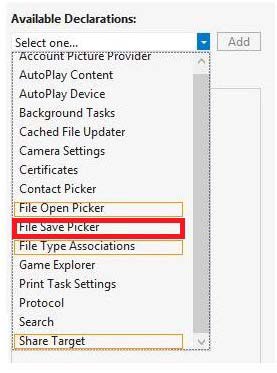 Available Declarations:
Select one... Add
Account Picture Provider
AutoPlay Content
AutoPlay Device
Background Tasks
Cached File Updater
Camera Settings
Certificates
Contact Picker
File Open Picker
File Save Picker
File Type Associations
Game Explorer
Print Task Settings
Protocol
Search
Share Target